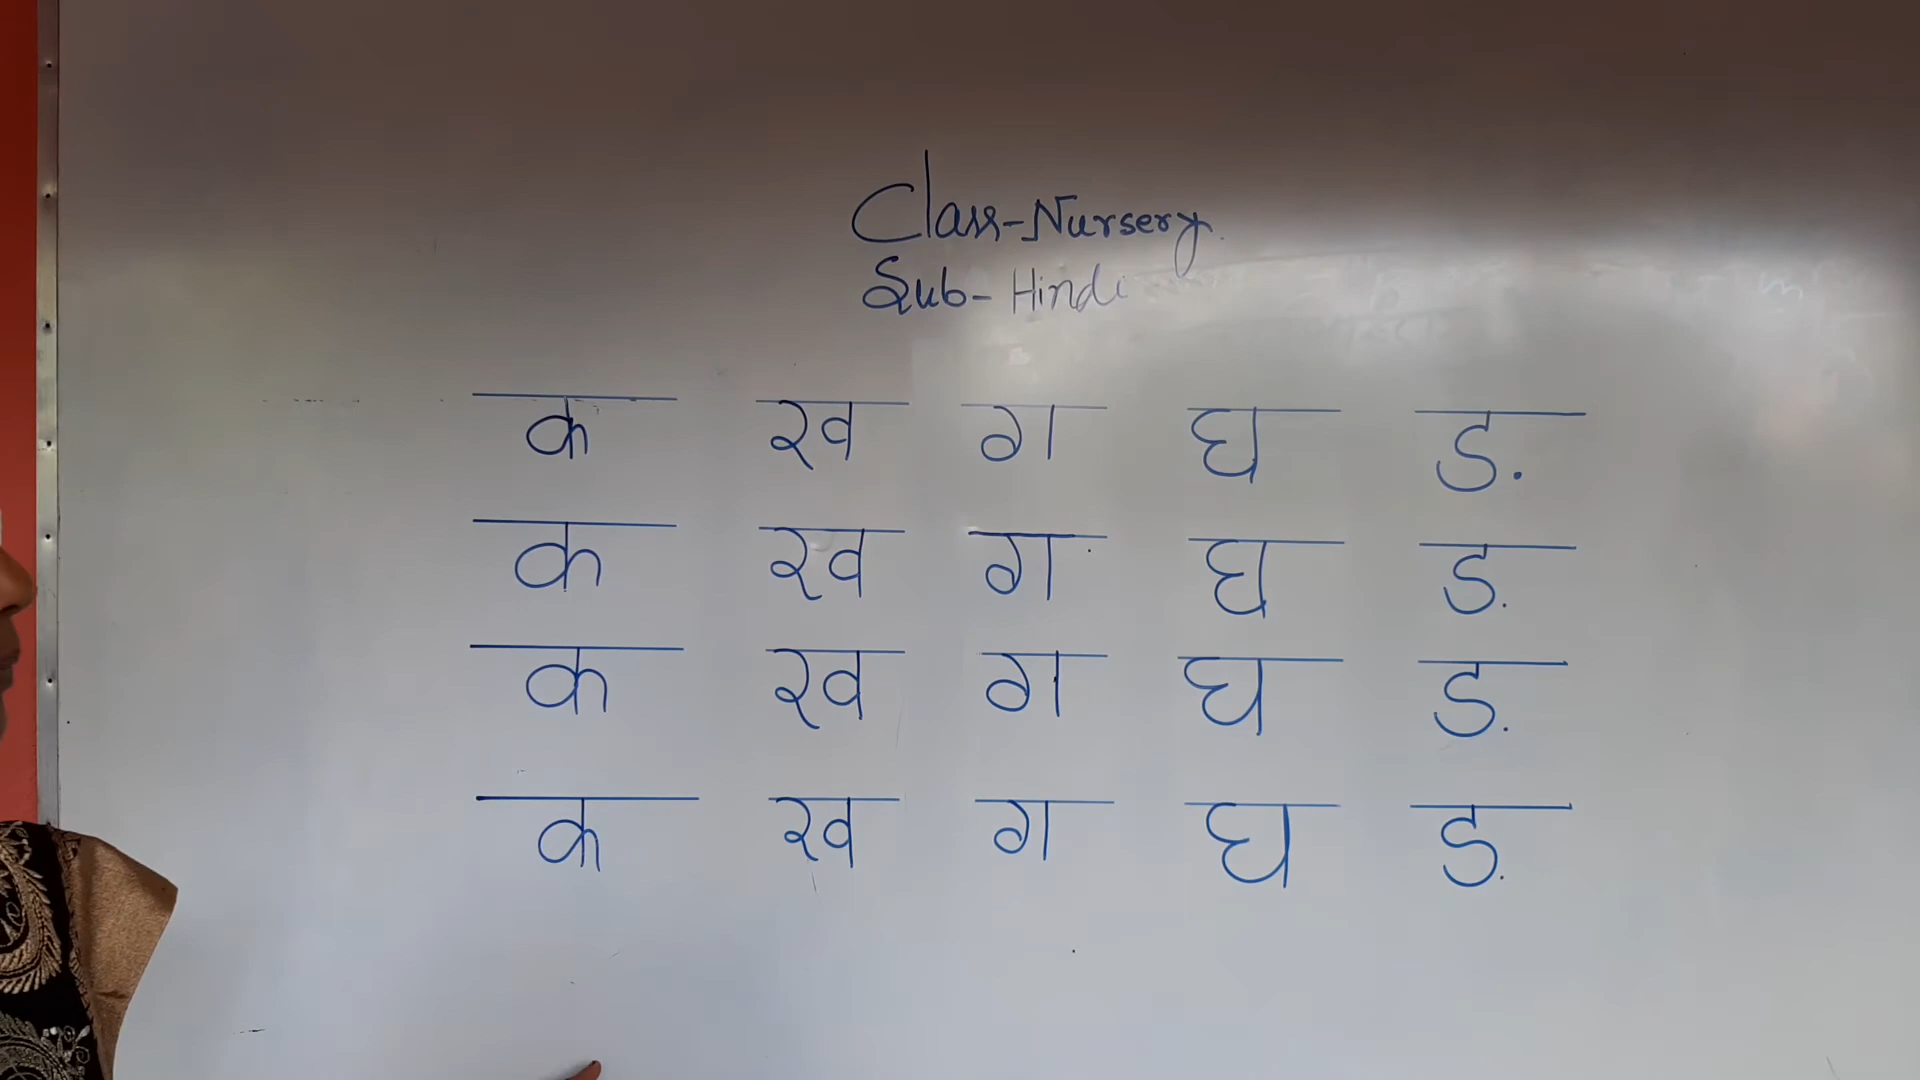 Class-Nursery.
Sub-Hindi
क ख ग घ ङ
क ख ग घ ङ
क ख ग घ ङ
क ख ग घ ङ